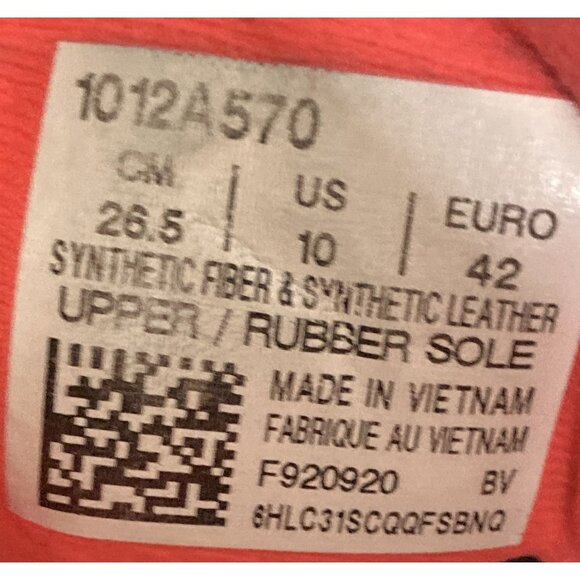 1012A570
CM | US | EURO
26.5 | 10 | 42
SYNTHETIC FIBER & SYNTHETIC LEATHER
UPPER / RUBBER SOLE
MADE IN VIETNAM
FABRIQUE AU VIETNAM
F920920 BV
6HLC31SCQQFSBNQ